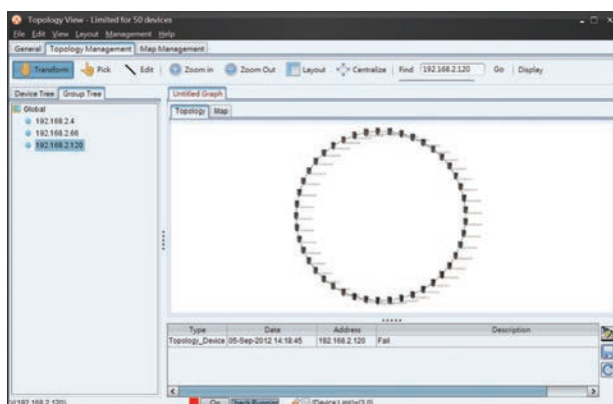 Topology View - Limited for 50 devices
File Edit View Layout Management Help
General Topology Management Map Management
Transform Pick Edit Zoom in Zoom Out Layout Centralize Find 192.168.2.120 Go Display
Device Tree Group Tree
Untitled Graph
Global
Topology Map
192.168.2.4
192.168.2.66
192.168.2.120
Type Date Address Description
Topology_Device 05-Sep-2012 14:18:45 192.168.2.120 Fail
On Check Running